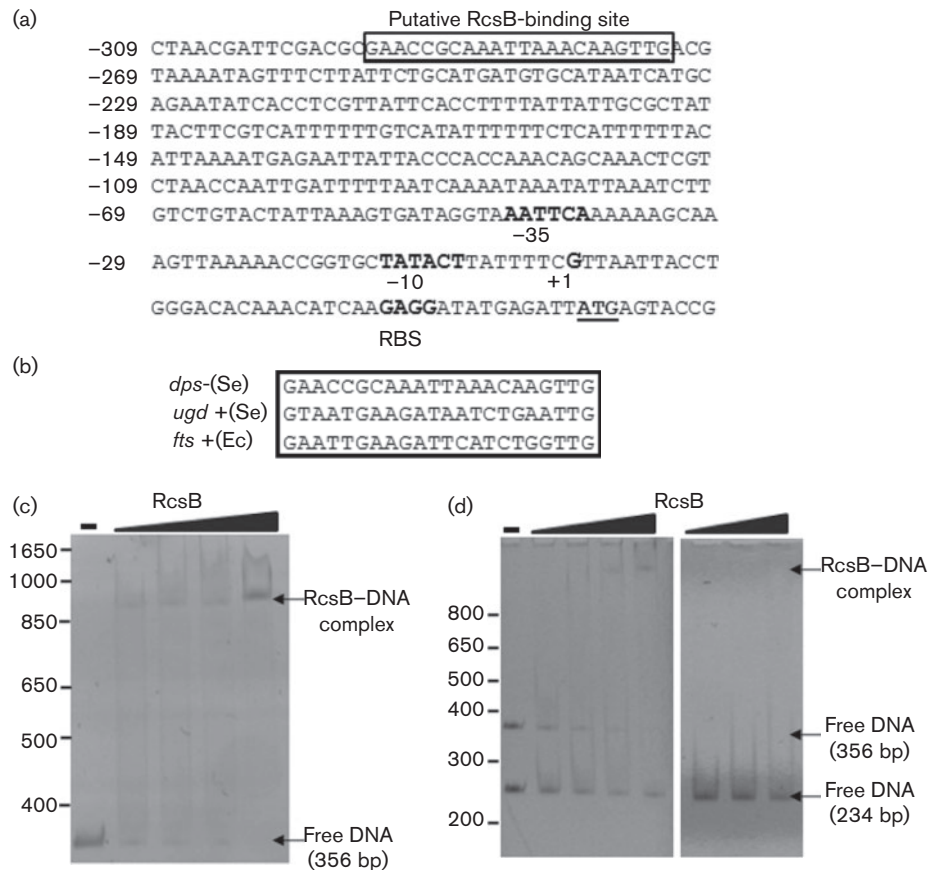 (a)
Putative RcsB-binding site
−309 CTAACGATTCGACGCGAACCGCAAATTAAACAAGTTGACG
−269 TAAAATAGTTTCTTATTCTGCATGATGTGCATAATCATGC
−229 AGAATATCACCTCGTTATTCACCTTTTATTATTGCGCTAT
−189 TACTTCGTCATTTTTTGTCATATTTTTTCTCATTTTTTAC
−149 ATTAAAATGAGAATTATTACCCACCAAACAGCAAACTCGT
−109 CTAACCAATTGATTTTTAATCAAAATAAATATTAAATCTT
−69 GTCTGTACTATTAAAGTGATAGGTAAATTCAAAAAAGCAA
−35
−29 AGTTAAAAACCGGTGCTATACTTATTTTCGTTAATTACCT
−10 +1
GGGACACAAACATCAAGAGGATATGAGATTATGAGTACCG
RBS
(b)
dps-(Se) GAACCGCAAATTAAACAAGTTG
ugd +(Se) GTAATGAAGATAATCTGAATTG
fts +(Ec) GAATTGAAGATTCATCTGGTTG
(c)
RcsB
1650
1000
850
650
500
400
RcsB–DNA
complex
Free DNA
(356 bp)
(d)
RcsB
800
650
500
400
300
200
RcsB–DNA
complex
Free DNA
(356 bp)
Free DNA
(234 bp)